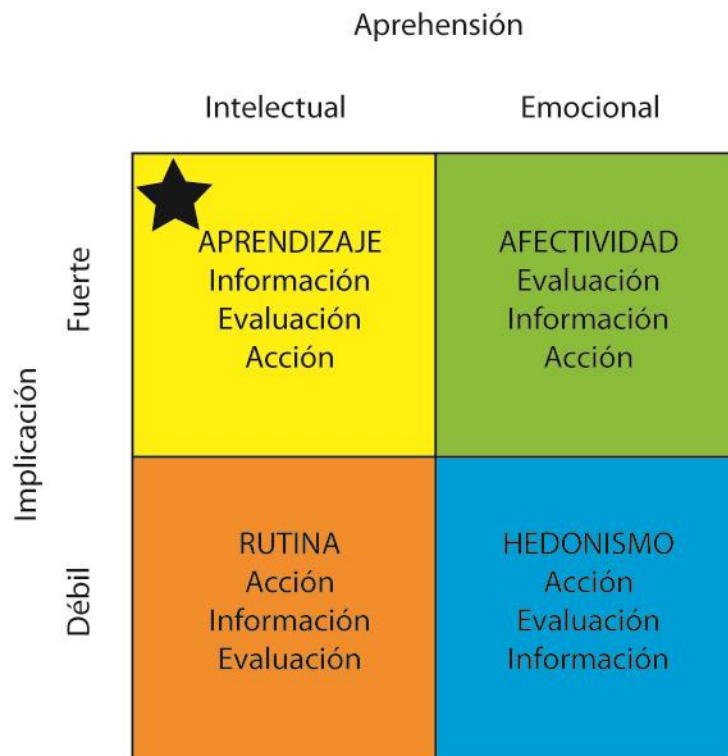 Aprehensión
Intelectual
Emocional
Implicación
Fuerte
APRENDIZAJE
Información
Evaluación
Acción
AFECTIVIDAD
Evaluación
Información
Acción
Débil
RUTINA
Acción
Información
Evaluación
HEDONISMO
Acción
Evaluación
Información